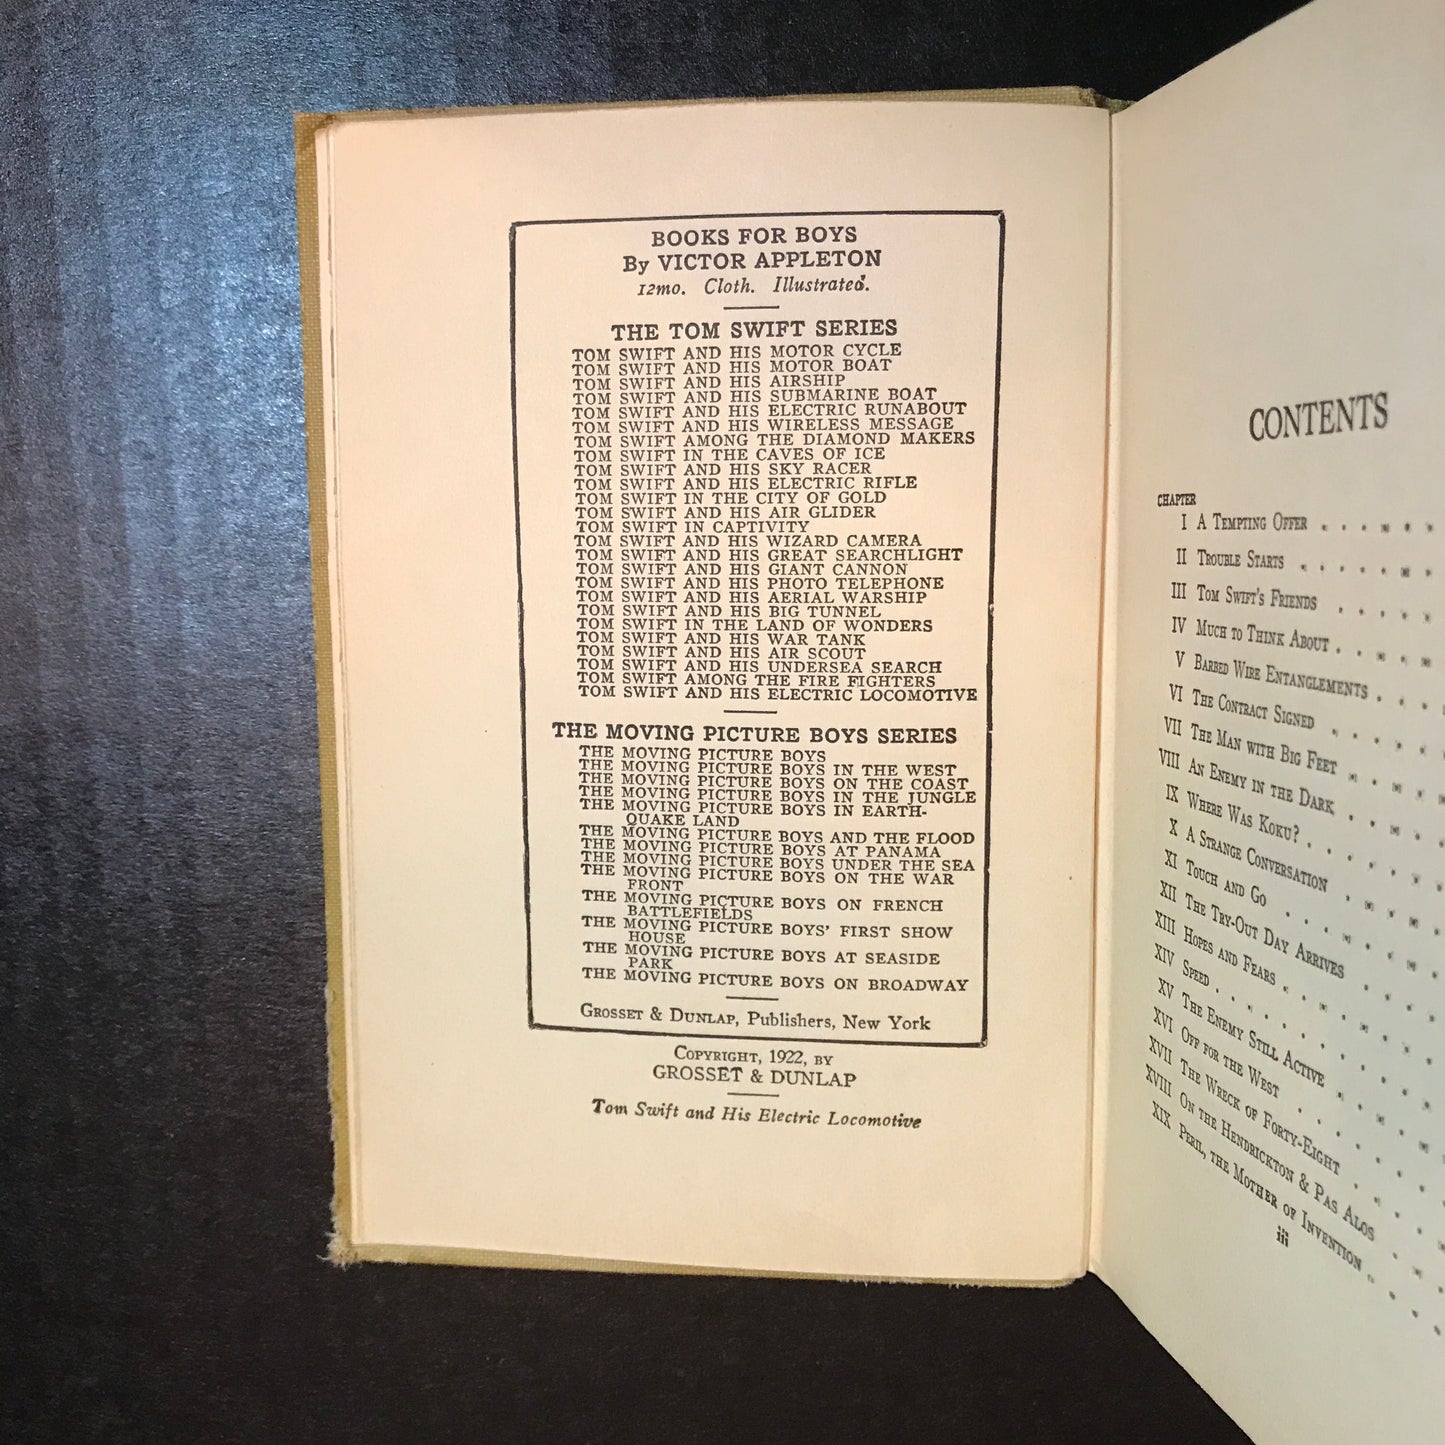 BOOKS FOR BOYS
By VICTOR APPLETON
12mo. Cloth. Illustrated.
THE TOM SWIFT SERIES
TOM SWIFT AND HIS MOTOR CYCLE
TOM SWIFT AND HIS MOTOR BOAT
TOM SWIFT AND HIS AIRSHIP
TOM SWIFT AND HIS SUBMARINE BOAT
TOM SWIFT AND HIS ELECTRIC RUNABOUT
TOM SWIFT AND HIS WIRELESS MESSAGE
TOM SWIFT AMONG THE DIAMOND MAKERS
TOM SWIFT IN THE CAVES OF ICE
TOM SWIFT AND HIS SKY RACER
TOM SWIFT AND HIS ELECTRIC RIFLE
TOM SWIFT IN THE CITY OF GOLD
TOM SWIFT AND HIS AIR GLIDER
TOM SWIFT IN CAPTIVITY
TOM SWIFT AND HIS WIZARD CAMERA
TOM SWIFT AND HIS GREAT SEARCHLIGHT
TOM SWIFT AND HIS GIANT CANNON
TOM SWIFT AND HIS PHOTO TELEPHONE
TOM SWIFT AND HIS AERIAL WARSHIP
TOM SWIFT AND HIS BIG TUNNEL
TOM SWIFT IN THE LAND OF WONDERS
TOM SWIFT AND HIS WAR TANK
TOM SWIFT AND HIS AIR SCOUT
TOM SWIFT AND HIS UNDERSEA SEARCH
TOM SWIFT AMONG THE FIRE FIGHTERS
TOM SWIFT AND HIS ELECTRIC LOCOMOTIVE
THE MOVING PICTURE BOYS SERIES
THE MOVING PICTURE BOYS
THE MOVING PICTURE BOYS IN THE WEST
THE MOVING PICTURE BOYS ON THE COAST
THE MOVING PICTURE BOYS IN THE JUNGLE
THE MOVING PICTURE BOYS IN EARTH-
QUAKE LAND
THE MOVING PICTURE BOYS AND THE FLOOD
THE MOVING PICTURE BOYS AT PANAMA
THE MOVING PICTURE BOYS UNDER THE SEA
THE MOVING PICTURE BOYS ON THE WAR
FRONT
THE MOVING PICTURE BOYS ON FRENCH
BATTLEFIELDS
THE MOVING PICTURE BOYS' FIRST SHOW
HOUSE
THE MOVING PICTURE BOYS AT SEASIDE
PARK
THE MOVING PICTURE BOYS ON BROADWAY
GROSSET & DUNLAP, Publishers, New York
COPYRIGHT, 1922, BY
GROSSET & DUNLAP
Tom Swift and His Electric Locomotive
CONTENTS
CHAPTER
I A TEMPTING OFFER
II TROUBLE STARTS
III TOM SWIFT'S FRIENDS
IV MUCH TO THINK ABOUT
V BARBED WIRE ENTANGLEMENTS
VI THE CONTRACT SIGNED
VII THE MAN WITH BIG FEET
VIII AN ENEMY IN THE DARK
IX WHERE WAS KOKU?
X A STRANGE CONVERSATION
XI TOUCH AND GO
XII THE TRY-OUT DAY ARRIVES
XIII HOPES AND FEARS
XIV SPEED
XV THE ENEMY STILL ACTIVE
XVI OFF FOR THE WEST
XVII THE WRECK OF FORTY-EIGHT
XVIII ON THE HENDRICKTON & PAS ALOS
XIX PERIL, THE MOTHER OF INVENTION
iii